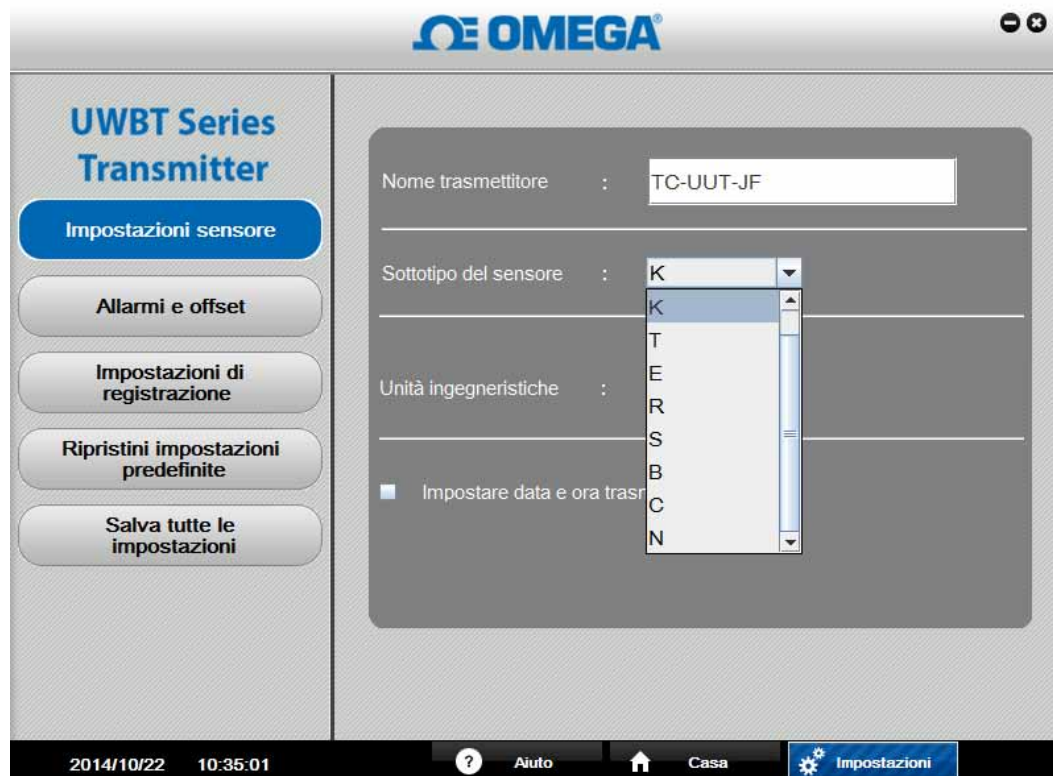 OMEGA®
UWBT Series
Transmitter
Impostazioni sensore
Allarmi e offset
Impostazioni di
registrazione
Ripristini impostazioni
predefinite
Salva tutte le
impostazioni
Nome trasmettitore : TC-UUT-JF
Sottotipo del sensore : K
K
T
E
R
S
B
C
N
Unità ingegneristiche :
Impostare data e ora trasr
2014/10/22 10:35:01
? Aiuto
Casa
Impostazioni